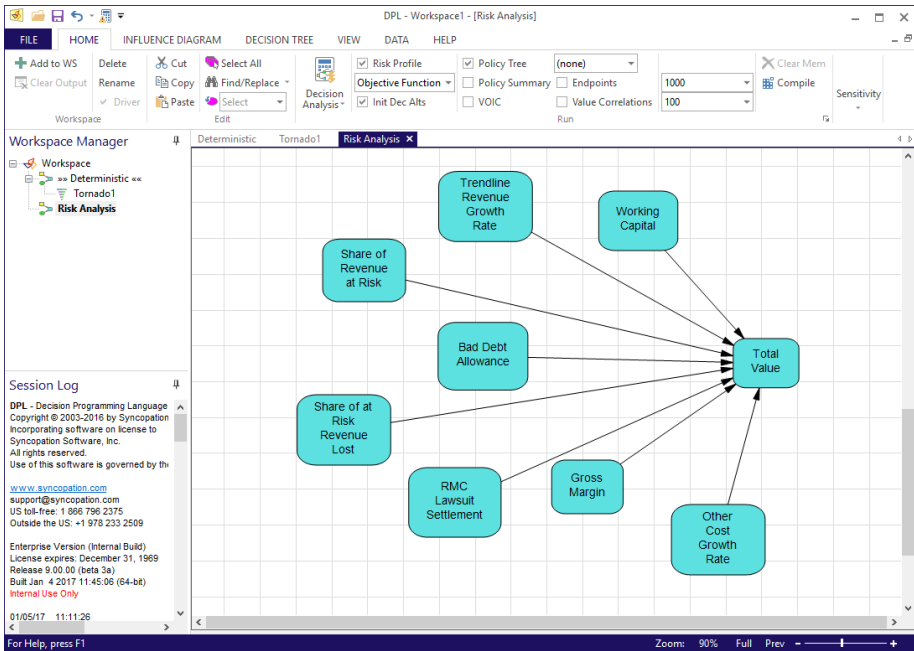 DPL - Workspace1 - [Risk Analysis]
FILE HOME INFLUENCE DIAGRAM DECISION TREE VIEW DATA HELP
Add to WS Delete Cut Select All Risk Profile Policy Tree (none) Clear Mem
Clear Output Rename Copy Find/Replace Objective Function Policy Summary Endpoints 1000 Compile
Driver Paste Select Init Dec Alts VOIC Value Correlations 100
Decision
Analysis
Sensitivity
Workspace Edit Run
Workspace Manager
Workspace
»» Deterministic ««
Tornado1
Risk Analysis
Session Log
DPL - Decision Programming Language
Copyright © 2003-2016 by Syncopation
Incorporating software on license to
Syncopation Software, Inc.
All rights reserved.
Use of this software is governed by the
www.syncopation.com
support@syncopation.com
US toll-free: 1 866 796 2375
Outside the US: +1 978 233 2509
Enterprise Version (Internal Build)
License expires: December 31, 1969
Release 9.00.00 (beta 3a)
Built Jan 4 2017 11:45:06 (64-bit)
Internal Use Only
01/05/17 11:11:26
Deterministic Tornado1 Risk Analysis
Trendline
Revenue
Growth
Rate
Working
Capital
Share of
Revenue
at Risk
Bad Debt
Allowance
Total
Value
Share of at
Risk
Revenue
Lost
RMC
Lawsuit
Settlement
Gross
Margin
Other
Cost
Growth
Rate
For Help, press F1
Zoom: 90% Full Prev